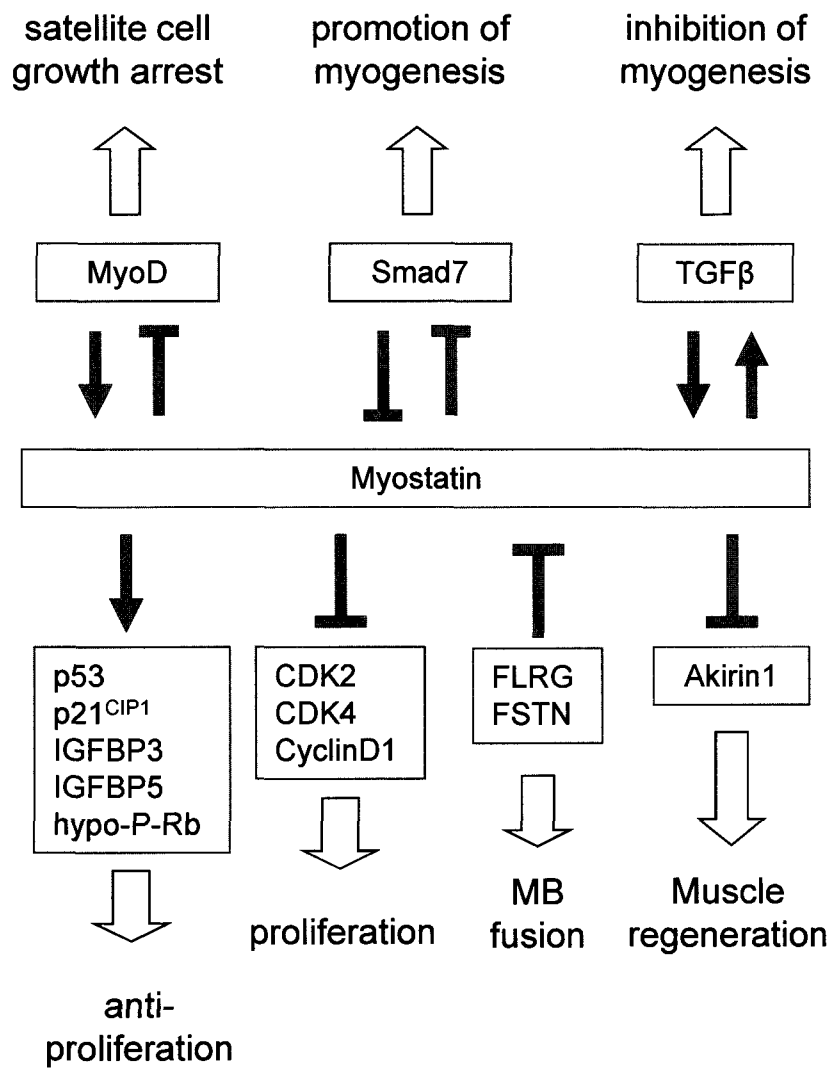 satellite cell
growth arrest
promotion of
myogenesis
inhibition of
myogenesis
MyoD
Smad7
TGFβ
Myostatin
p53
p21CIP1
IGFBP3
IGFBP5
hypo-P-Rb
CDK2
CDK4
CyclinD1
FLRG
FSTN
Akirin1
anti-
proliferation
proliferation
MB
fusion
Muscle
regeneration